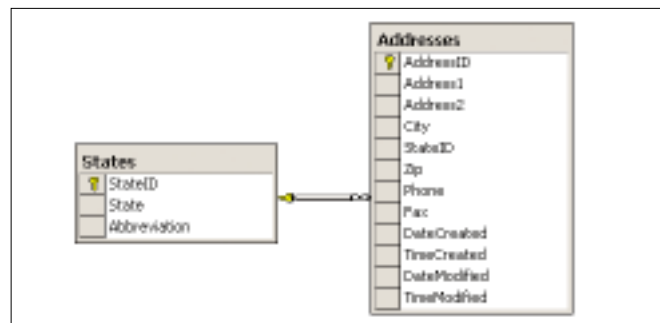 States
StateID
State
Abbreviation
Addresses
AddressID
Address1
Address2
City
StateID
Zip
Phone
Fax
DateCreated
TimeCreated
DateModified
TimeModified